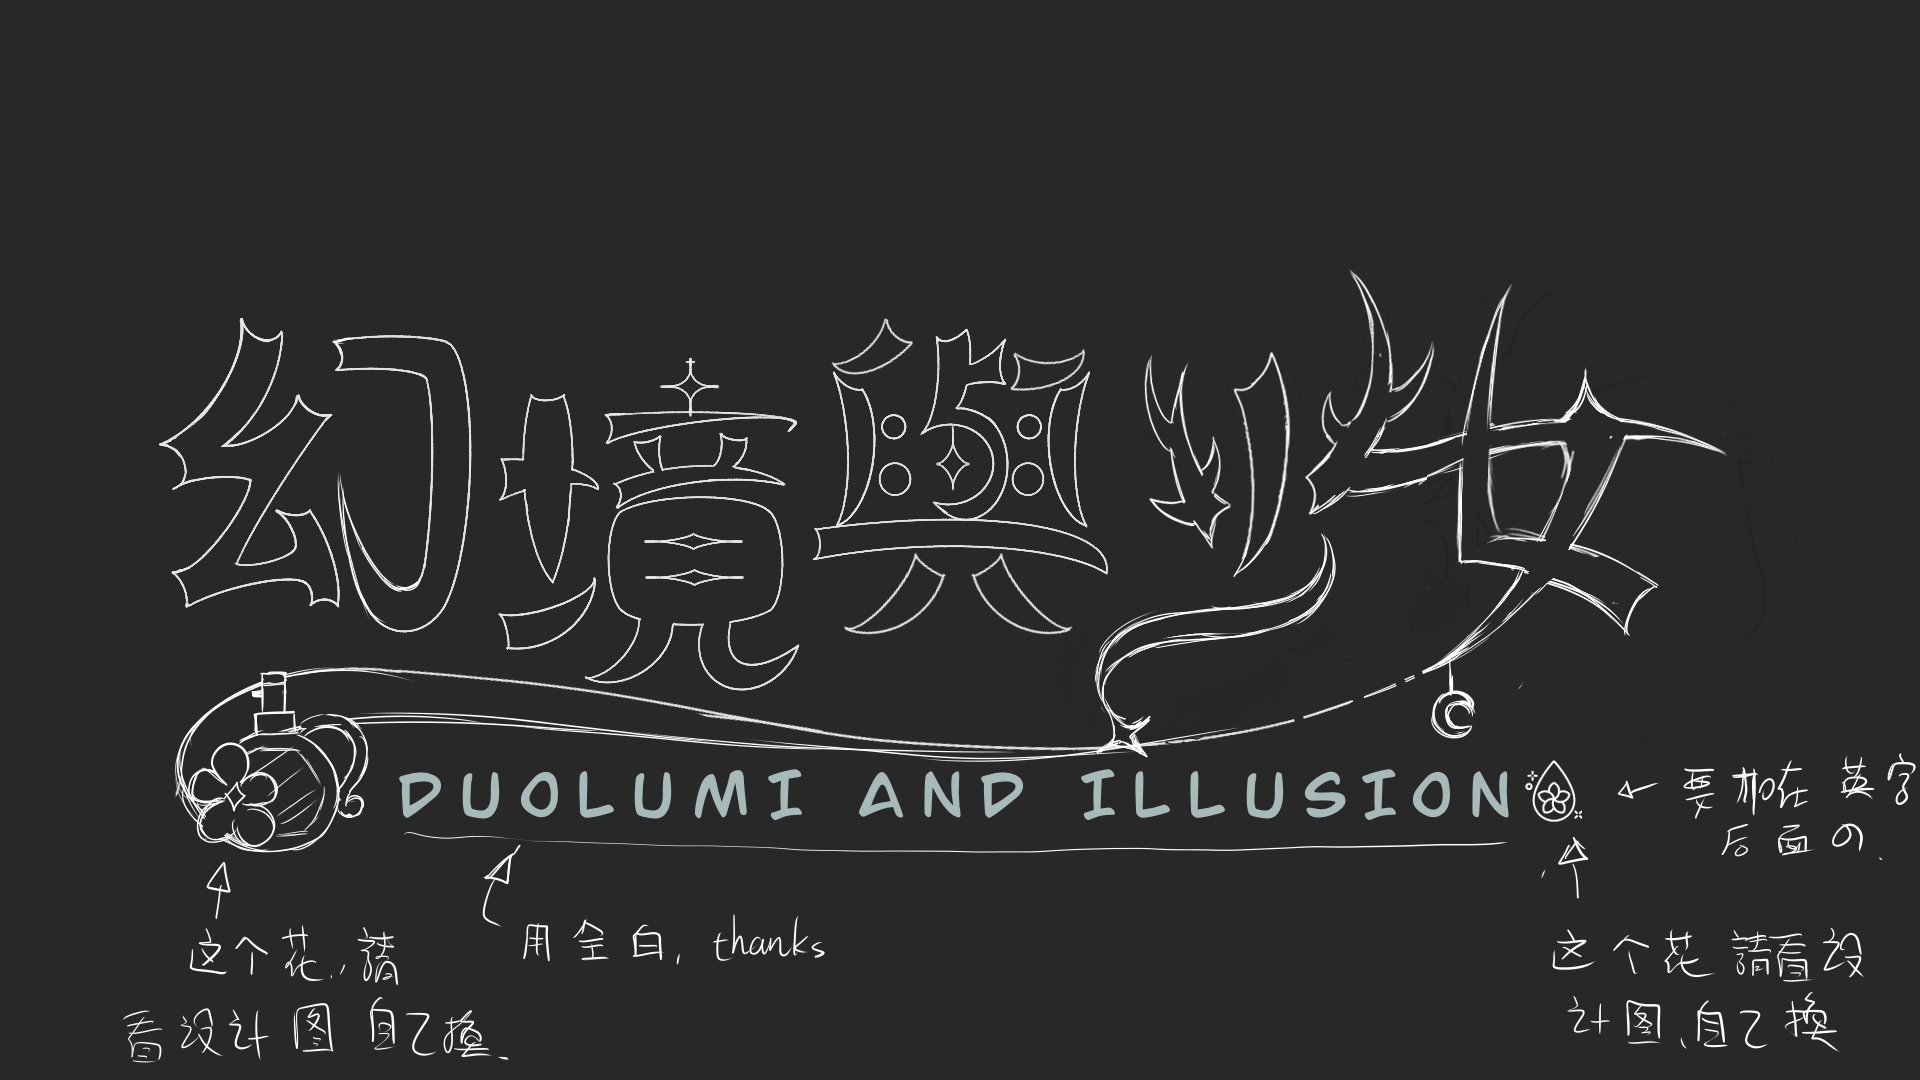 幻境與少女
DUOLUMI AND ILLUSION
要加在英字
后面の.
用全白, thanks
这个花, 請
看设计图自己換.
这个花請看设
计图, 自己換